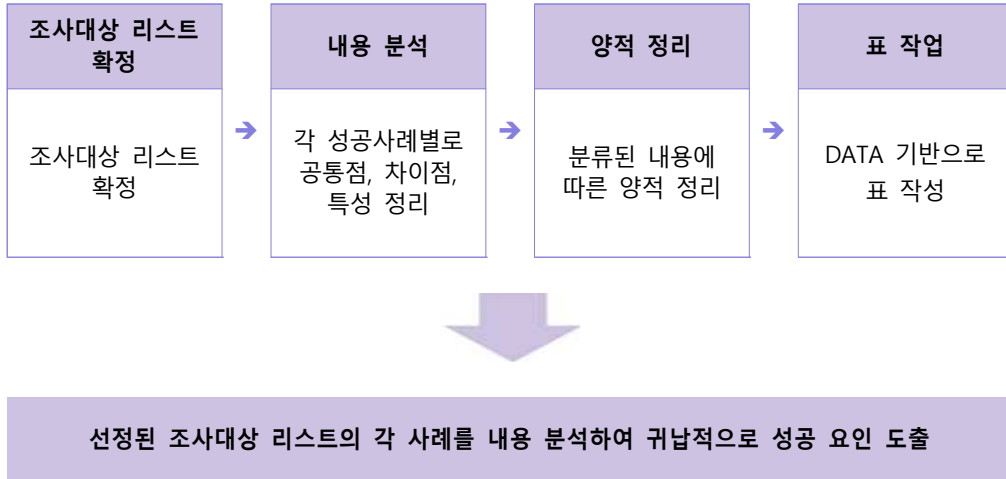 조사대상 리스트
확정
내용 분석
양적 정리
표 작업
조사대상 리스트
확정
각 성공사례별로
공통점, 차이점,
특성 정리
분류된 내용에
따른 양적 정리
DATA 기반으로
표 작성
선정된 조사대상 리스트의 각 사례를 내용 분석하여 귀납적으로 성공 요인 도출